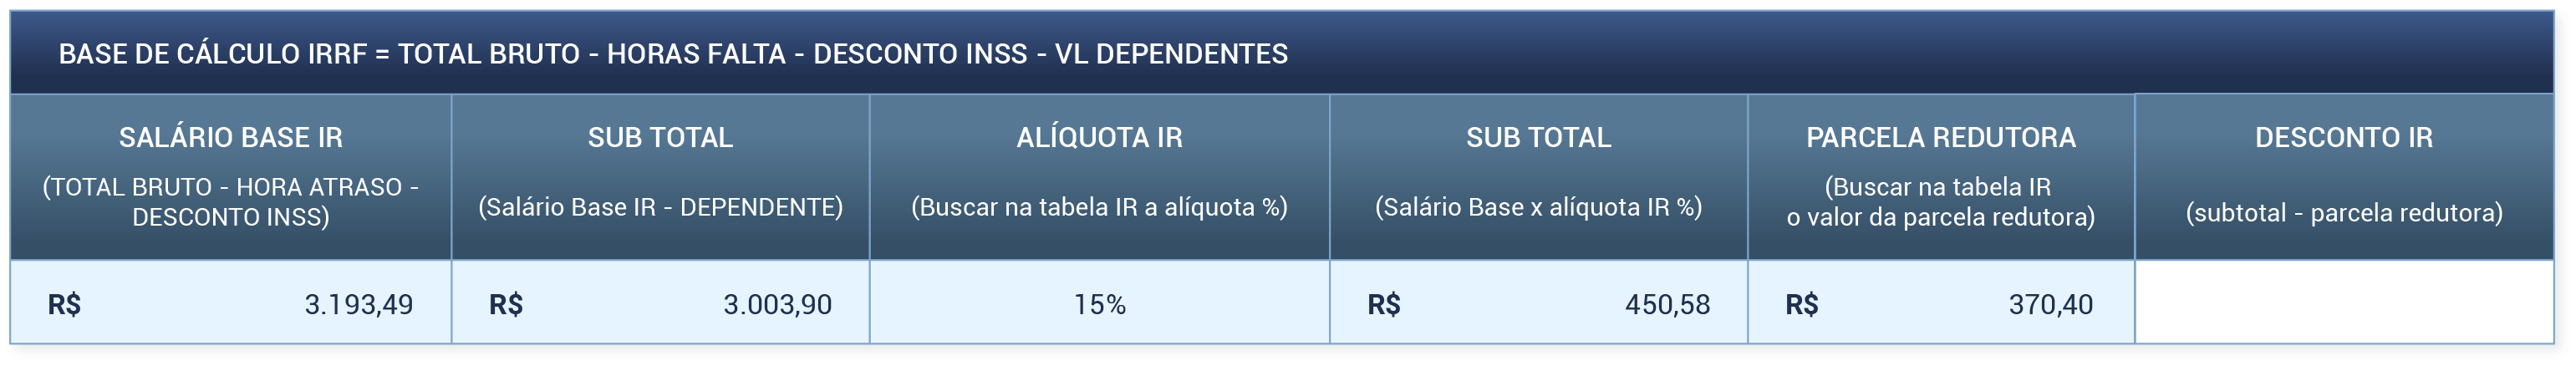 BASE DE CÁLCULO IRRF = TOTAL BRUTO - HORAS FALTA - DESCONTO INSS - VL DEPENDENTES
SALÁRIO BASE IR
(TOTAL BRUTO - HORA ATRASO -
DESCONTO INSS)
SUB TOTAL
(Salário Base IR - DEPENDENTE)
ALÍQUOTA IR
(Buscar na tabela IR a alíquota %)
SUB TOTAL
(Salário Base x alíquota IR %)
PARCELA REDUTORA
(Buscar na tabela IR
o valor da parcela redutora)
DESCONTO IR
(subtotal - parcela redutora)
R$ 3.193,49
R$ 3.003,90
15%
R$ 450,58
R$ 370,40